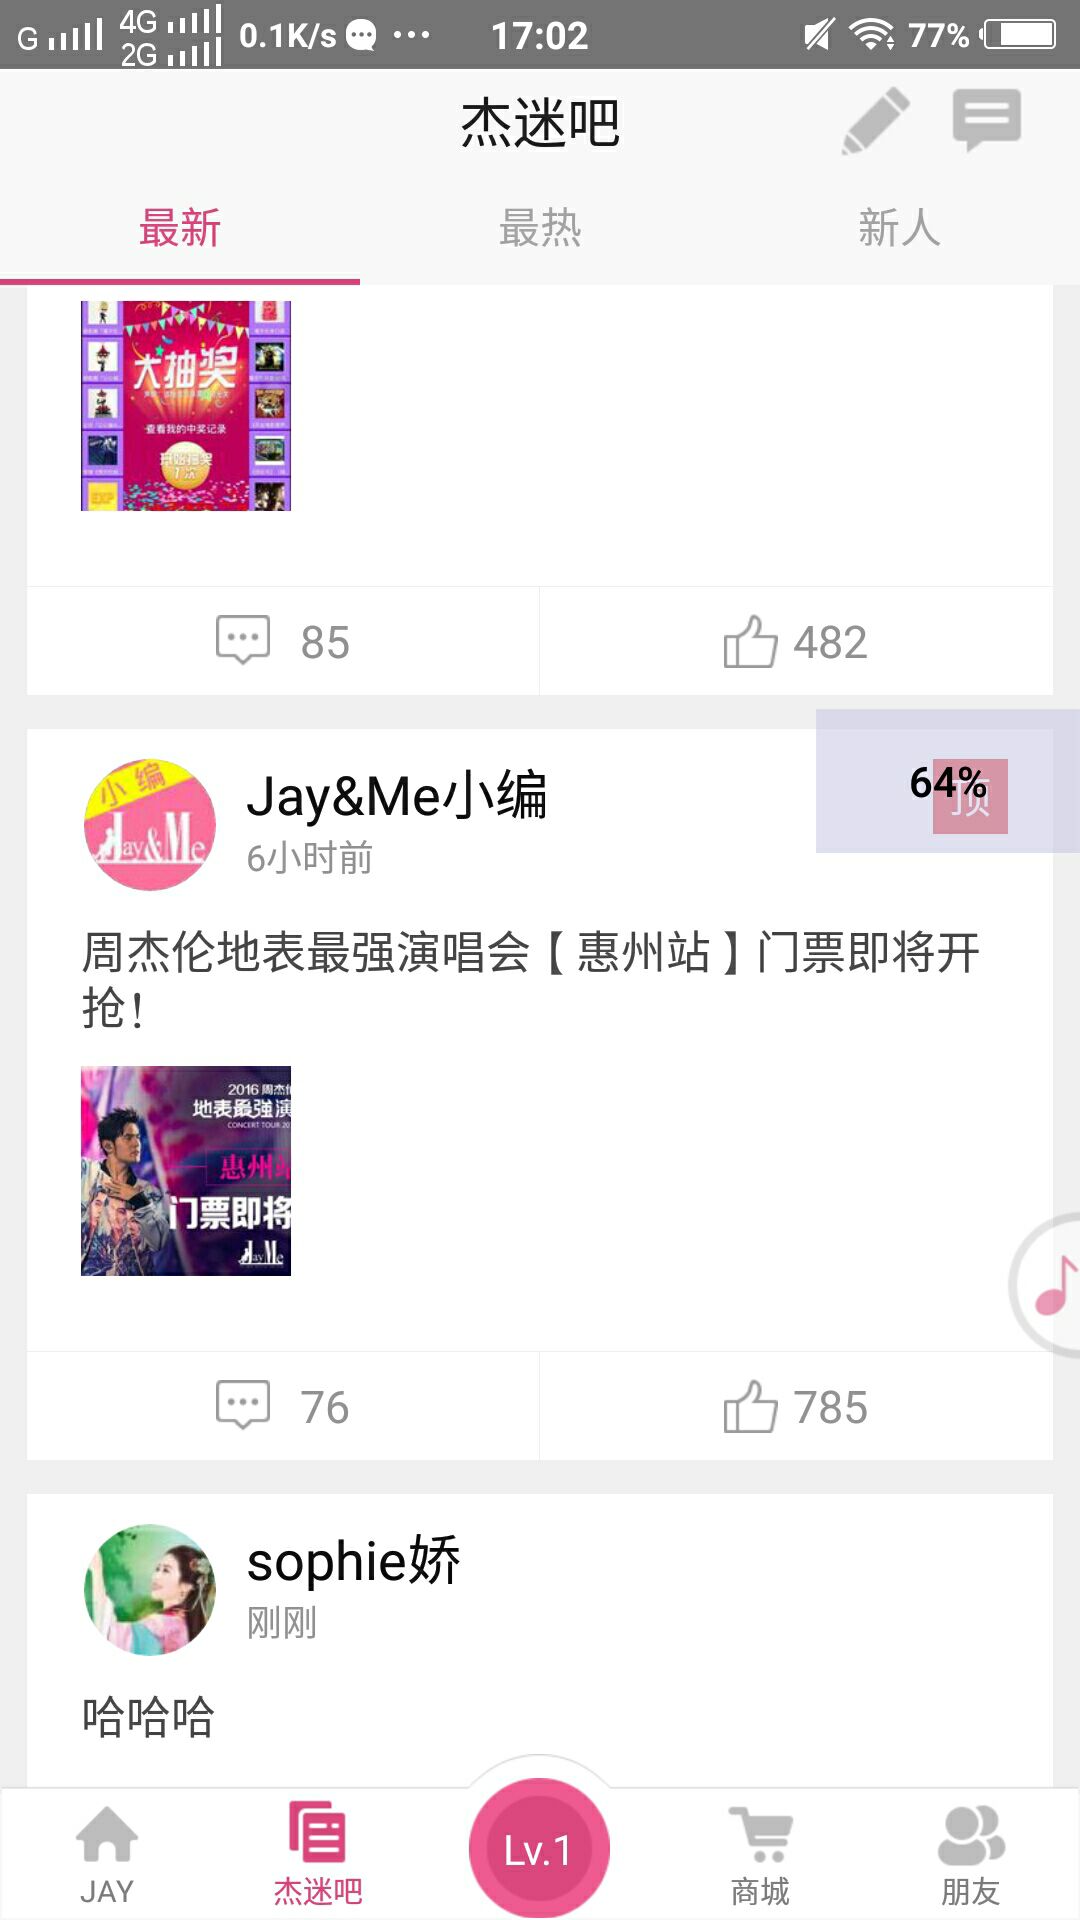 G 4G 2G 0.1K/s 17:02 77%
杰迷吧
最新 最热 新人
大抽奖
查看我的中奖记录
开始抽奖
1次
85 482
小编
Jay&Me
Jay&Me小编
6小时前
64%
顶
周杰伦地表最强演唱会【惠州站】门票即将开
抢！
2016 周杰伦
地表最强演
CONCERT TOUR 20
惠州站
门票即将
Jay Me
76 785
sophie娇
刚刚
哈哈哈
Lv.1
JAY 杰迷吧 商城 朋友